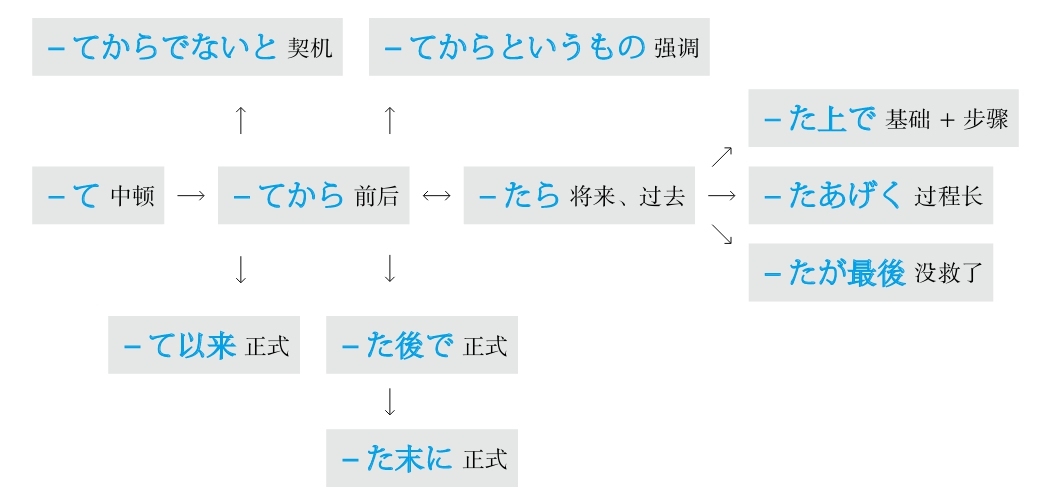 –てからでないと 契机
–てからというもの 强调
–た上で 基础 + 步骤
–て 中顿
–てから 前后
–たら 将来、过去
–たあげく 过程长
–たが最後 没救了
–て以来 正式
–た後で 正式
–た末に 正式